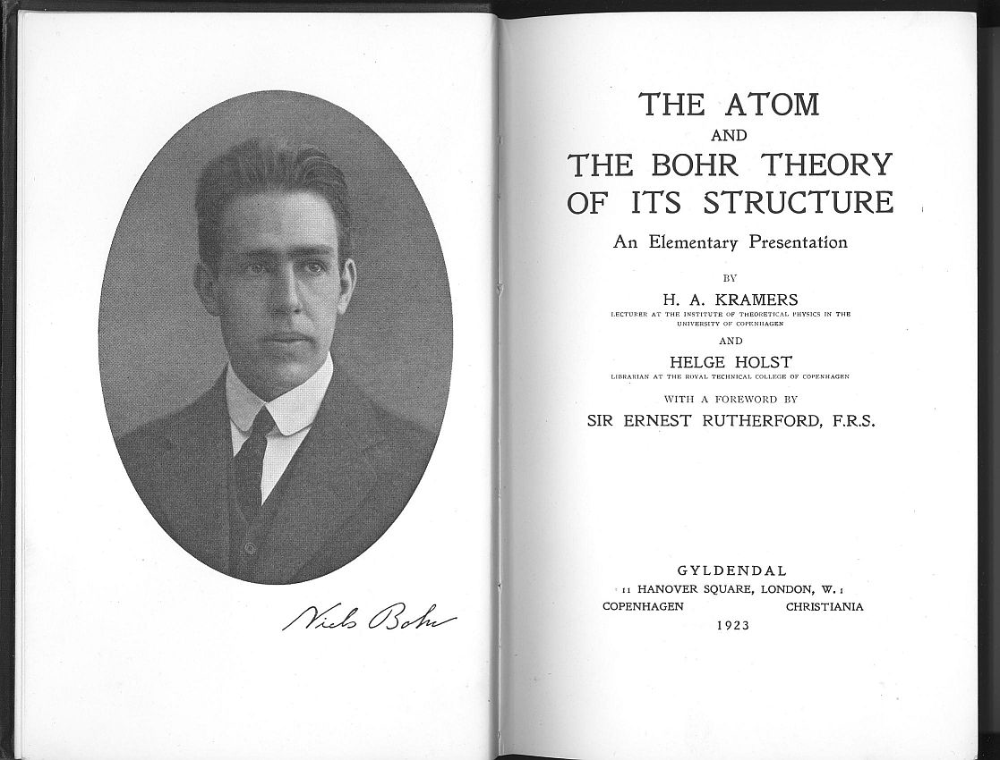 Niels Bohr
THE ATOM
AND
THE BOHR THEORY
OF ITS STRUCTURE
An Elementary Presentation
BY
H. A. KRAMERS
LECTURER AT THE INSTITUTE OF THEORETICAL PHYSICS IN THE
UNIVERSITY OF COPENHAGEN
AND
HELGE HOLST
LIBRARIAN AT THE ROYAL TECHNICAL COLLEGE OF COPENHAGEN
WITH A FOREWORD BY
SIR ERNEST RUTHERFORD, F.R.S.
GYLDENDAL
11 HANOVER SQUARE, LONDON, W. 1
COPENHAGEN CHRISTIANIA
1923